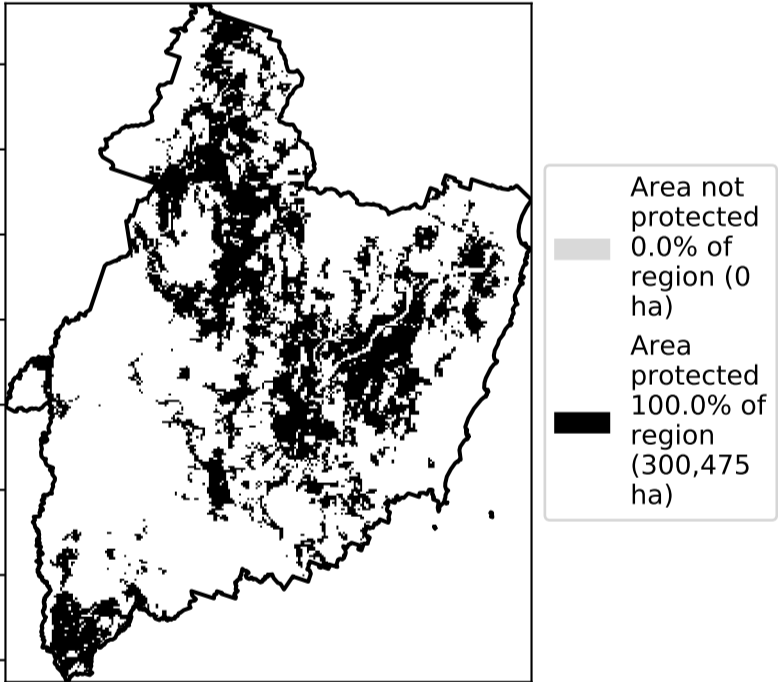 Area not
protected
0.0% of
region (0
ha)
Area
protected
100.0% of
region
(300,475
ha)